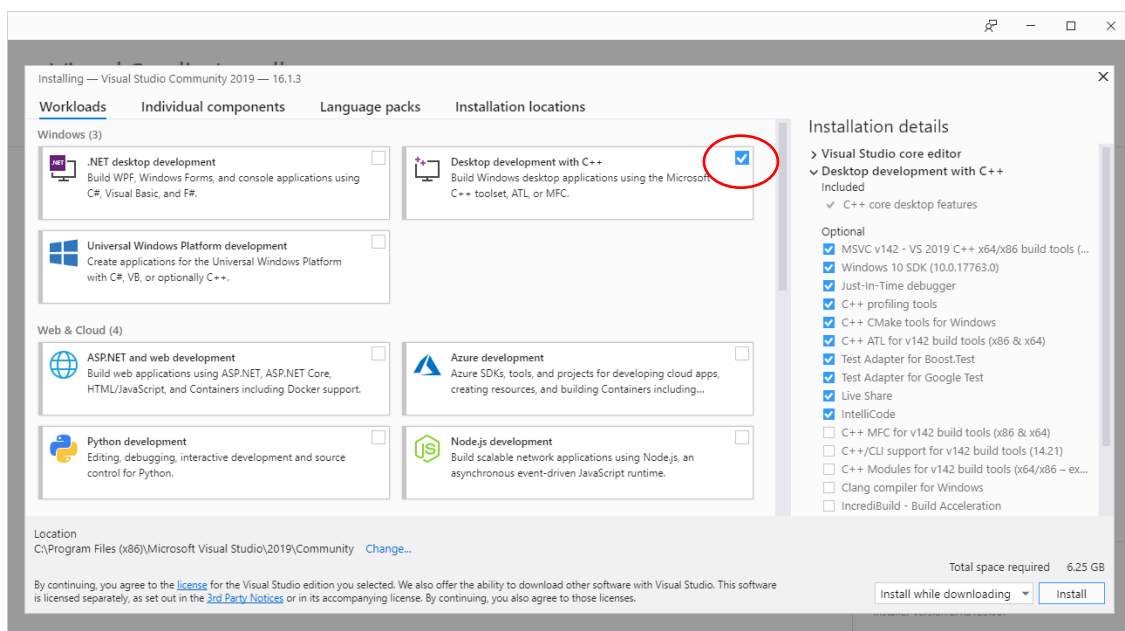 Installing — Visual Studio Community 2019 — 16.1.3
Workloads Individual components Language packs Installation locations
Windows (3)
.NET desktop development
Build WPF, Windows Forms, and console applications using
C#, Visual Basic, and F#.
Desktop development with C++
Build Windows desktop applications using the Microsoft
C++ toolset, ATL, or MFC.
Universal Windows Platform development
Create applications for the Universal Windows Platform
with C#, VB, or optionally C++.
Web & Cloud (4)
ASP.NET and web development
Build web applications using ASP.NET, ASP.NET Core,
HTML/JavaScript, and Containers including Docker support.
Azure development
Azure SDKs, tools, and projects for developing cloud apps,
creating resources, and building Containers including...
Python development
Editing, debugging, interactive development and source
control for Python.
Node.js development
Build scalable network applications using Node.js, an
asynchronous event-driven JavaScript runtime.
Installation details
Visual Studio core editor
Desktop development with C++
Included
C++ core desktop features
Optional
MSVC v142 - VS 2019 C++ x64/x86 build tools (...
Windows 10 SDK (10.0.17763.0)
Just-In-Time debugger
C++ profiling tools
C++ CMake tools for Windows
C++ ATL for v142 build tools (x86 & x64)
Test Adapter for Boost.Test
Test Adapter for Google Test
Live Share
IntelliCode
C++ MFC for v142 build tools (x86 & x64)
C++/CLI support for v142 build tools (14.21)
C++ Modules for v142 build tools (x64/x86 – ex...
Clang compiler for Windows
IncrediBuild - Build Acceleration
Location
C:\Program Files (x86)\Microsoft Visual Studio\2019\Community Change...
By continuing, you agree to the license for the Visual Studio edition you selected. We also offer the ability to download other software with Visual Studio. This software
is licensed separately, as set out in the 3rd Party Notices or in its accompanying license. By continuing, you also agree to those licenses.
Total space required 6.25 GB
Install while downloading Install